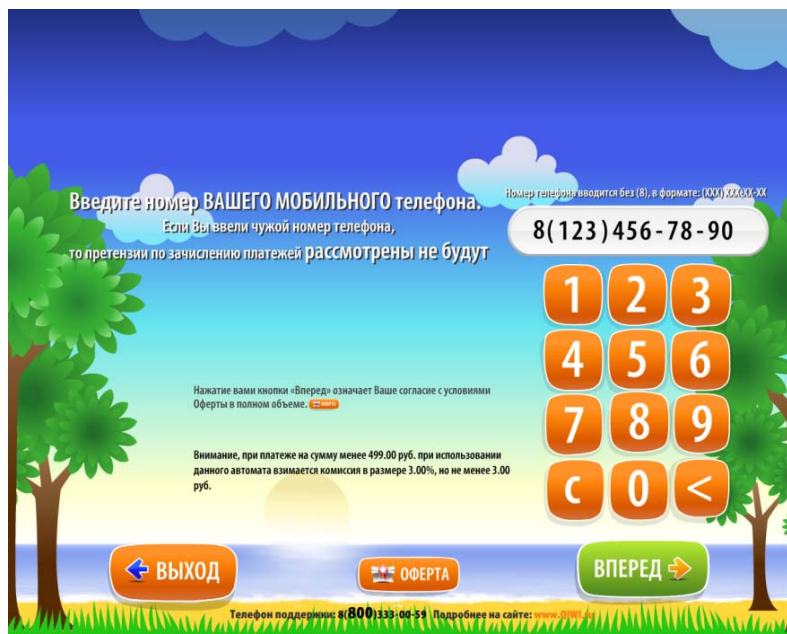 Введите номер ВАШЕГО МОБИЛЬНОГО телефона.
Если Вы ввели чужой номер телефона,
то претензии по зачислению платежей рассмотрены не будут
Номер телефона вводится без (8), в формате: (XXX) XXX-XX-XX
8(123)456-78-90
1 2 3
4 5 6
7 8 9
С 0 <
Нажатие вами кнопки «Вперед» означает Ваше согласие с условиями
Оферты в полном объеме.
Внимание, при платеже на сумму менее 499.00 руб. при использовании
данного автомата взимается комиссия в размере 3.00%, но не менее 3.00
руб.
ВЫХОД
ОФЕРТА
ВПЕРЕД
Телефон поддержки: 8(800)333-00-59 Подробнее на сайте: www.QIWI.ru